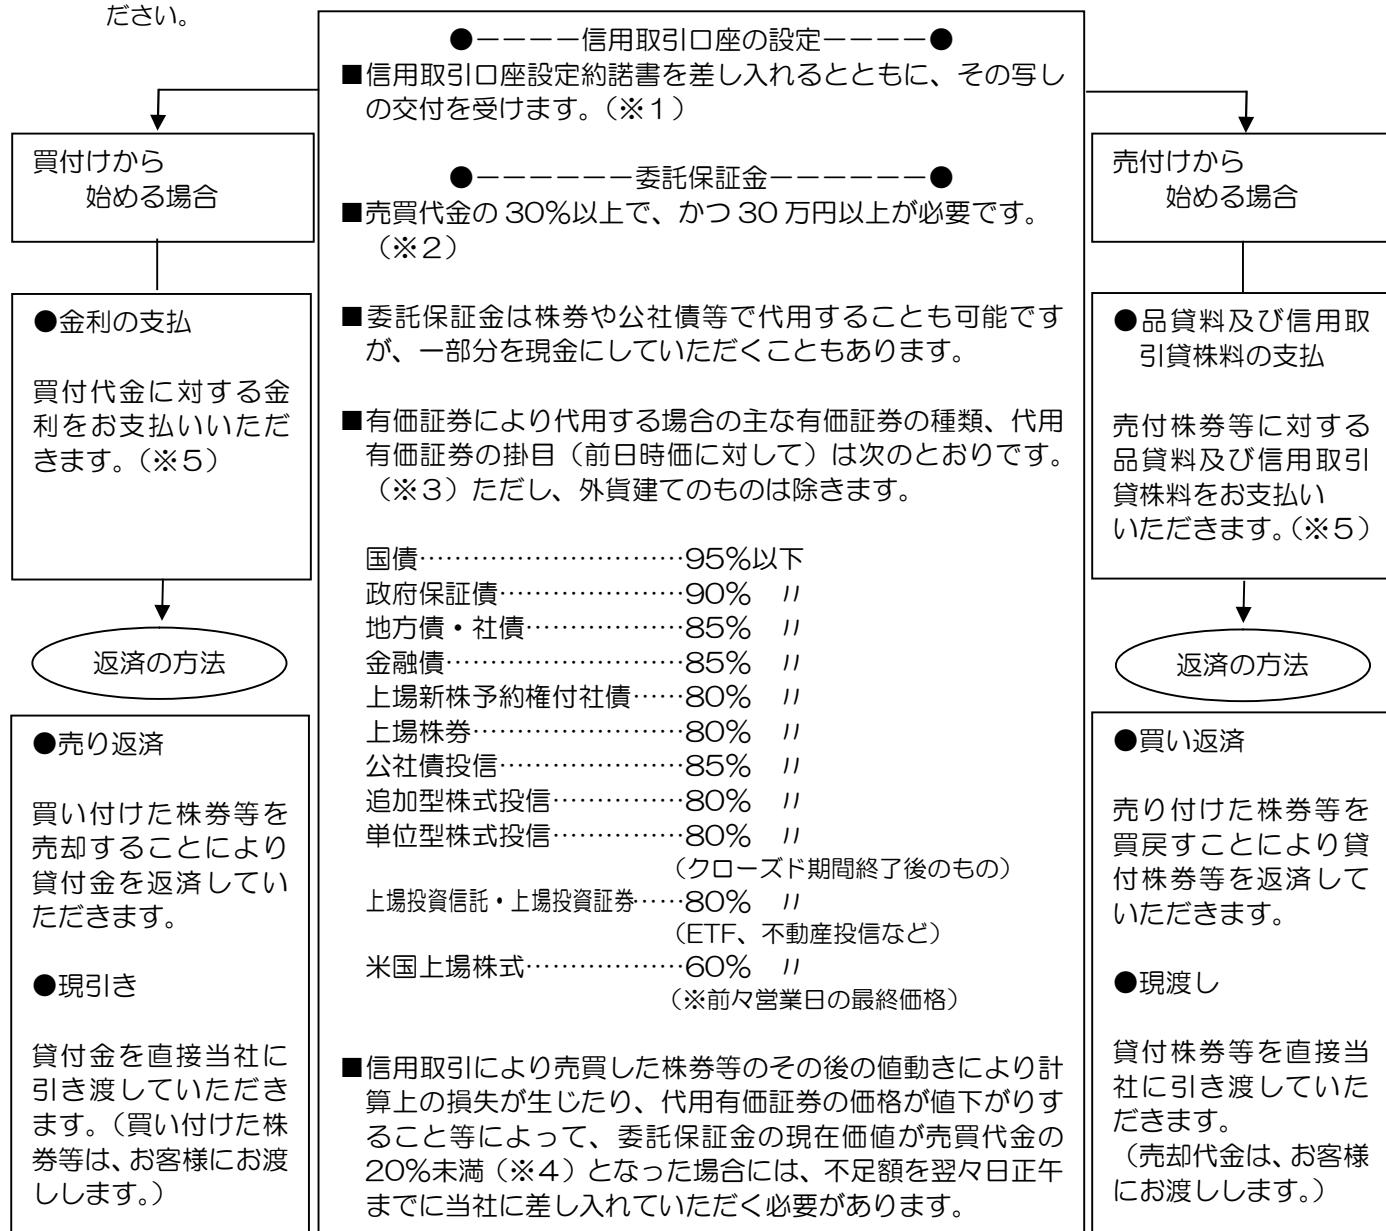 ださい。
●－－－－信用取引口座の設定－－－－●
■信用取引口座設定約諾書を差し入れるとともに、その写し
の交付を受けます。（※１）
●－－－－－－委託保証金－－－－－－●
■売買代金の 30％以上で、かつ 30 万円以上が必要です。
（※２）
■委託保証金は株券や公社債等で代用することも可能です
が、一部分を現金にしていただくこともあります。
■有価証券により代用する場合の主な有価証券の種類、代用
有価証券の掛目（前日時価に対して）は次のとおりです。
（※３）ただし、外貨建てのものは除きます。
国債…………………………95％以下
政府保証債…………………90％ 〃
地方債・社債………………85％ 〃
金融債………………………85％ 〃
上場新株予約権付社債……80％ 〃
上場株券……………………80％ 〃
公社債投信…………………85％ 〃
追加型株式投信……………80％ 〃
単位型株式投信……………80％ 〃
（クローズド期間終了後のもの）
上場投資信託・上場投資証券……80％ 〃
（ETF、不動産投信など）
米国上場株式………………60％ 〃
（※前々営業日の最終価格）
■信用取引により売買した株券等のその後の値動きにより計
算上の損失が生じたり、代用有価証券の価格が値下がりす
ること等によって、委託保証金の現在価値が売買代金の
20％未満（※４）となった場合には、不足額を翌々日正午
までに当社に差し入れていただく必要があります。
買付けから
始める場合
●金利の支払
買付代金に対する金
利をお支払いいただ
きます。（※５）
返済の方法
●売り返済
買い付けた株券等を
売却することにより
貸付金を返済してい
ただきます。
●現引き
貸付金を直接当社に
引き渡していただき
ます。（買い付けた株
券等は、お客様にお渡
しします。）
売付けから
始める場合
●品貸料及び信用取
引貸株料の支払
売付株券等に対する
品貸料及び信用取引
貸株料をお支払い
いただきます。（※５）
返済の方法
●買い返済
売り付けた株券等を
買戻すことにより貸
付株券等を返済して
いただきます。
●現渡し
貸付株券等を直接当
社に引き渡していた
だきます。
（売却代金は、お客様
にお渡しします。）